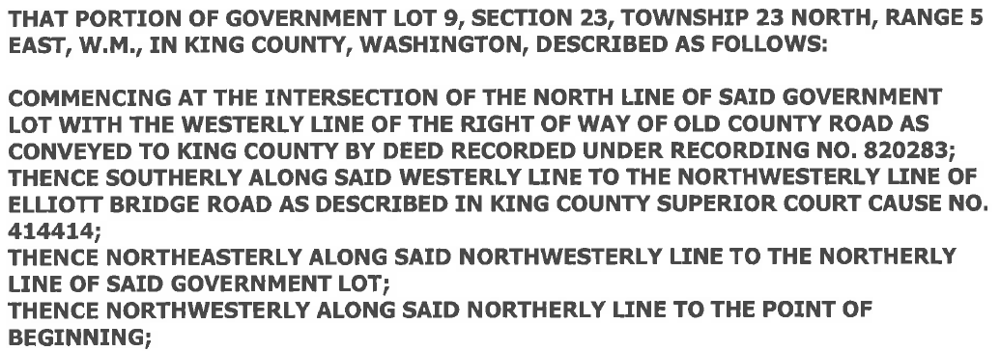 THAT PORTION OF GOVERNMENT LOT 9, SECTION 23, TOWNSHIP 23 NORTH, RANGE 5
EAST, W.M., IN KING COUNTY, WASHINGTON, DESCRIBED AS FOLLOWS:
COMMENCING AT THE INTERSECTION OF THE NORTH LINE OF SAID GOVERNMENT
LOT WITH THE WESTERLY LINE OF THE RIGHT OF WAY OF OLD COUNTY ROAD AS
CONVEYED TO KING COUNTY BY DEED RECORDED UNDER RECORDING NO. 820283;
THENCE SOUTHERLY ALONG SAID WESTERLY LINE TO THE NORTHWESTERLY LINE OF
ELLIOTT BRIDGE ROAD AS DESCRIBED IN KING COUNTY SUPERIOR COURT CAUSE NO.
414414;
THENCE NORTHEASTERLY ALONG SAID NORTHWESTERLY LINE TO THE NORTHERLY
LINE OF SAID GOVERNMENT LOT;
THENCE NORTHWESTERLY ALONG SAID NORTHERLY LINE TO THE POINT OF
BEGINNING;